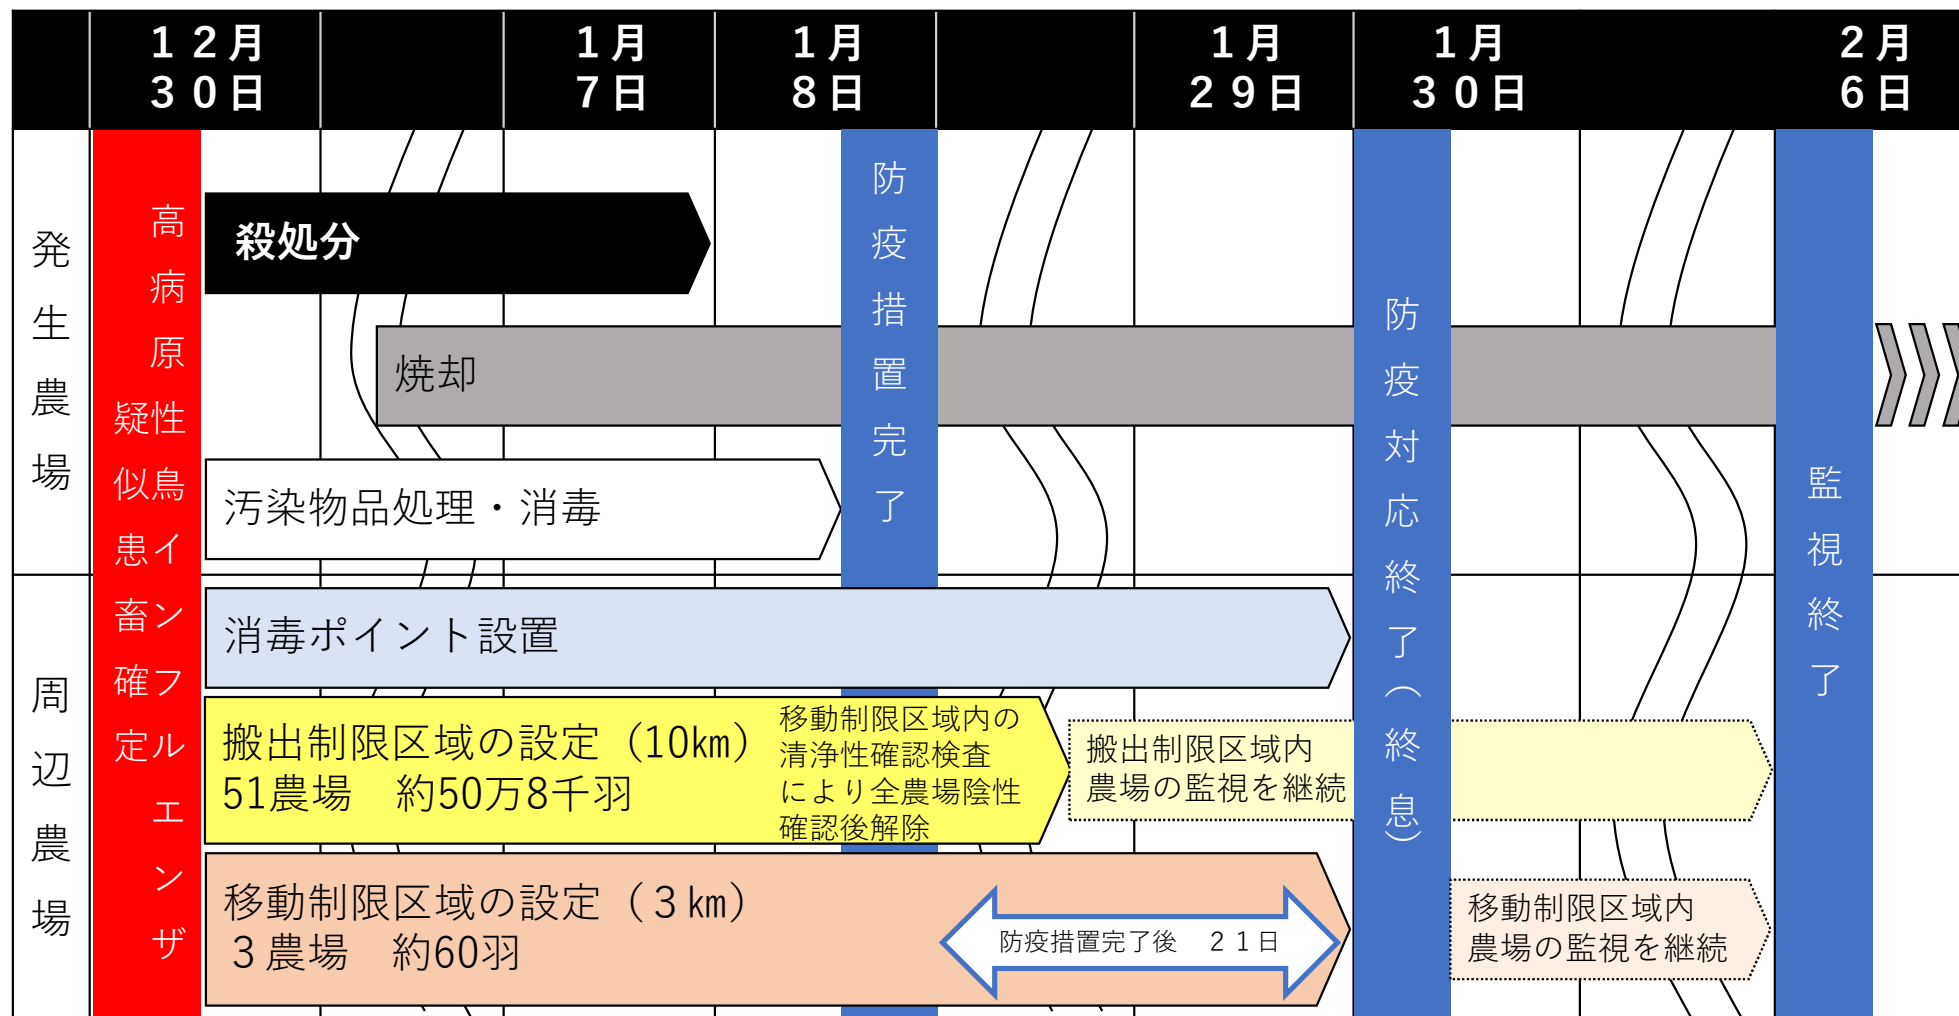 12月
30日
1月
7日
1月
8日
1月
29日
1月
30日
2月
6日
発生農場
高病原性鳥インフルエンザ
疑似患畜確定
殺処分
焼却
汚染物品処理・消毒
防疫措置完了
防疫対応終了（終息）
監視終了
周辺農場
消毒ポイント設置
搬出制限区域の設定（10㎞）
51農場　約50万8千羽
移動制限区域内の
清浄性確認検査
により全農場陰性
確認後解除
搬出制限区域内
農場の監視を継続
移動制限区域の設定（３㎞）
３農場　約60羽
防疫措置完了後　２１日
移動制限区域内
農場の監視を継続